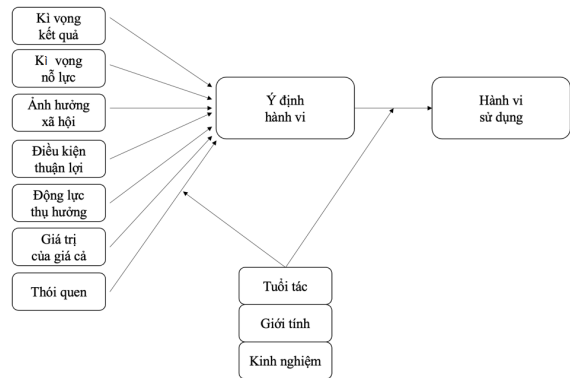 Kì vọng
kết quả
Kì vọng
nỗ lực
Ảnh hưởng
xã hội
Điều kiện
thuận lợi
Động lực
thụ hưởng
Giá trị
của giá cả
Thói quen
Ý định
hành vi
Hành vi
sử dụng
Tuổi tác
Giới tính
Kinh nghiệm